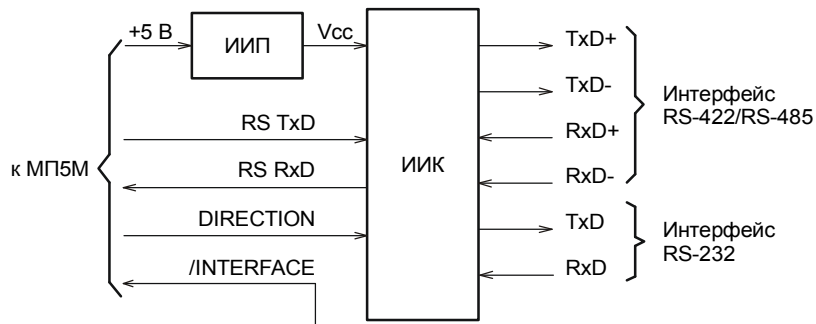 +5 В
ИИП
Vcc
RS TxD
RS RxD
DIRECTION
/INTERFACE
к МП5М
ИИК
TxD+
TxD-
RxD+
RxD-
TxD
RxD
Интерфейс
RS-422/RS-485
Интерфейс
RS-232